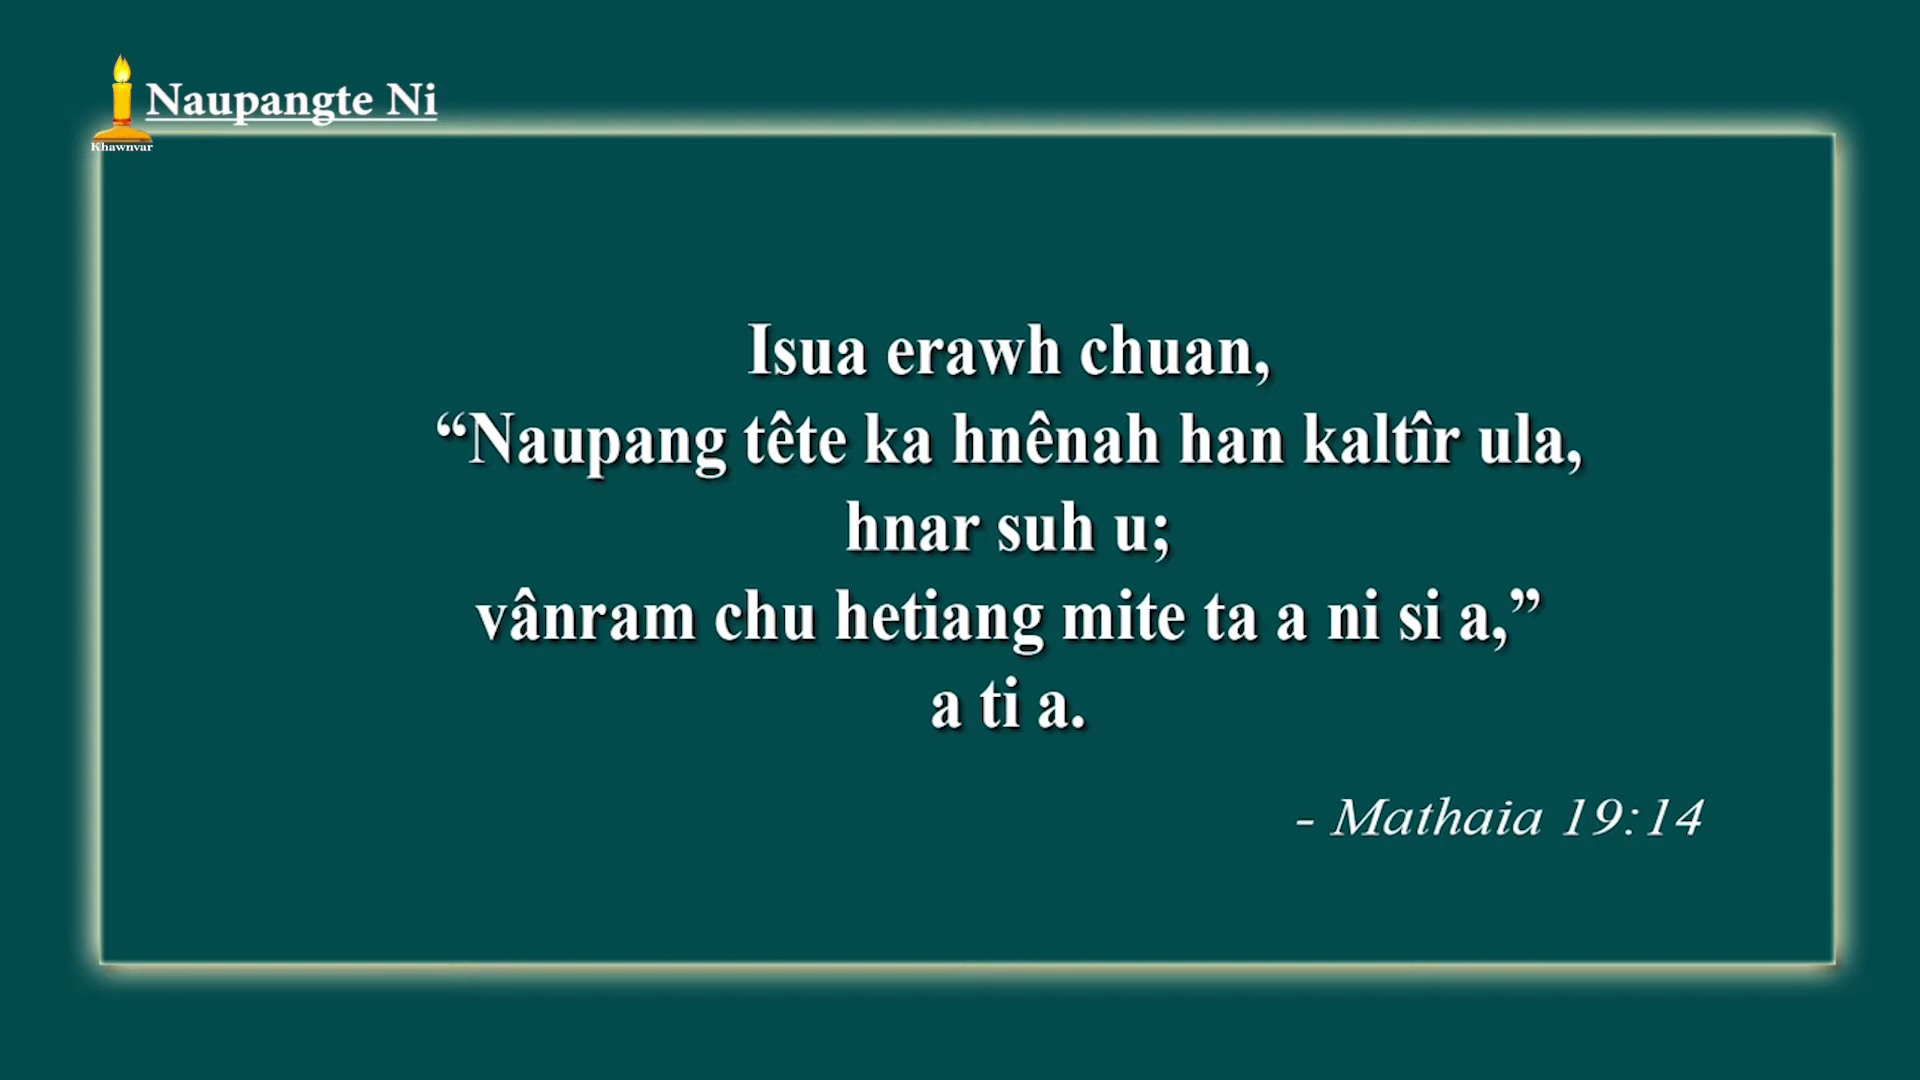 Naupangte Ni
Khawnvar
Isua erawh chuan,
“Naupang tête ka hnênah han kaltîr ula,
hnar suh u;
vânram chu hetiang mite ta a ni si a,”
a ti a.
- Mathaia 19:14